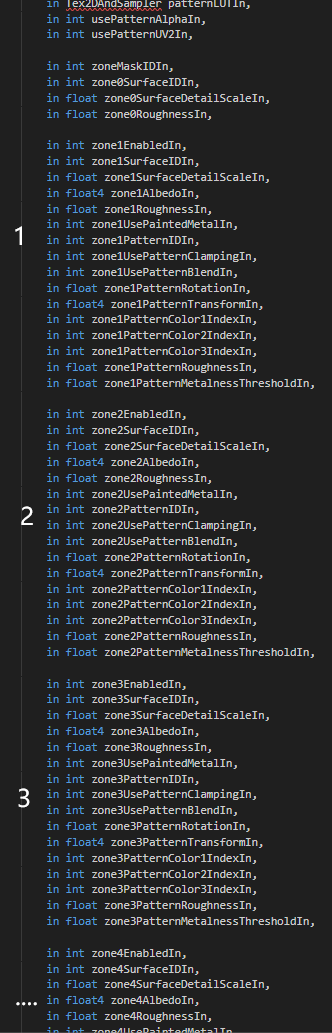 in Tex2DAndSampler patternLUTIn,
in int usePatternAlphaIn,
in int usePatternUV2In,
in int zoneMaskIDIn,
in int zone0SurfaceIDIn,
in float zone0SurfaceDetailScaleIn,
in float zone0RoughnessIn,
in int zone1EnabledIn,
in int zone1SurfaceIDIn,
in float zone1SurfaceDetailScaleIn,
in float4 zone1AlbedoIn,
in float zone1RoughnessIn,
1 in int zone1UsePaintedMetalIn,
in int zone1PatternIDIn,
in int zone1UsePatternClampingIn,
in int zone1UsePatternBlendIn,
in float zone1PatternRotationIn,
in float4 zone1PatternTransformIn,
in int zone1PatternColor1IndexIn,
in int zone1PatternColor2IndexIn,
in int zone1PatternColor3IndexIn,
in float zone1PatternRoughnessIn,
in float zone1PatternMetalnessThresholdIn,
in int zone2EnabledIn,
in int zone2SurfaceIDIn,
in float zone2SurfaceDetailScaleIn,
in float4 zone2AlbedoIn,
in float zone2RoughnessIn,
in int zone2UsePaintedMetalIn,
2 in int zone2PatternIDIn,
in int zone2UsePatternClampingIn,
in int zone2UsePatternBlendIn,
in float zone2PatternRotationIn,
in float4 zone2PatternTransformIn,
in int zone2PatternColor1IndexIn,
in int zone2PatternColor2IndexIn,
in int zone2PatternColor3IndexIn,
in float zone2PatternRoughnessIn,
in float zone2PatternMetalnessThresholdIn,
in int zone3EnabledIn,
in int zone3SurfaceIDIn,
in float zone3SurfaceDetailScaleIn,
in float4 zone3AlbedoIn,
in float zone3RoughnessIn,
in int zone3UsePaintedMetalIn,
in int zone3PatternIDIn,
3 in int zone3UsePatternClampingIn,
in int zone3UsePatternBlendIn,
in float zone3PatternRotationIn,
in float4 zone3PatternTransformIn,
in int zone3PatternColor1IndexIn,
in int zone3PatternColor2IndexIn,
in int zone3PatternColor3IndexIn,
in float zone3PatternRoughnessIn,
in float zone3PatternMetalnessThresholdIn,
in int zone4EnabledIn,
in int zone4SurfaceIDIn,
in float zone4SurfaceDetailScaleIn,
.... in float4 zone4AlbedoIn,
in float zone4RoughnessIn,
in int zone4UsePaintedMetalIn